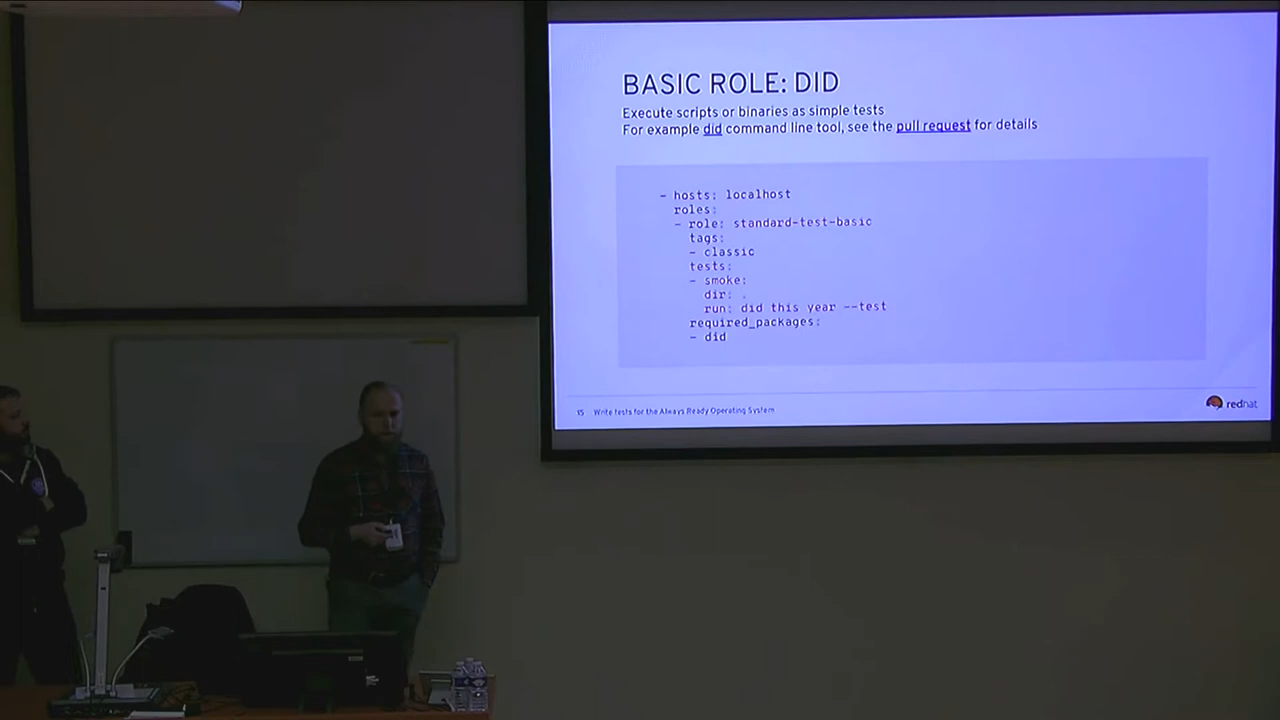 BASIC ROLE: DID
Execute scripts or binaries as simple tests
For example did command line tool, see the pull request for details
- hosts: localhost
roles:
- role: standard-test-basic
tags:
- classic
tests:
- smoke:
dir: .
run: did this year --test
required_packages:
- did
15 Write tests for the Always Ready Operating System
redhat